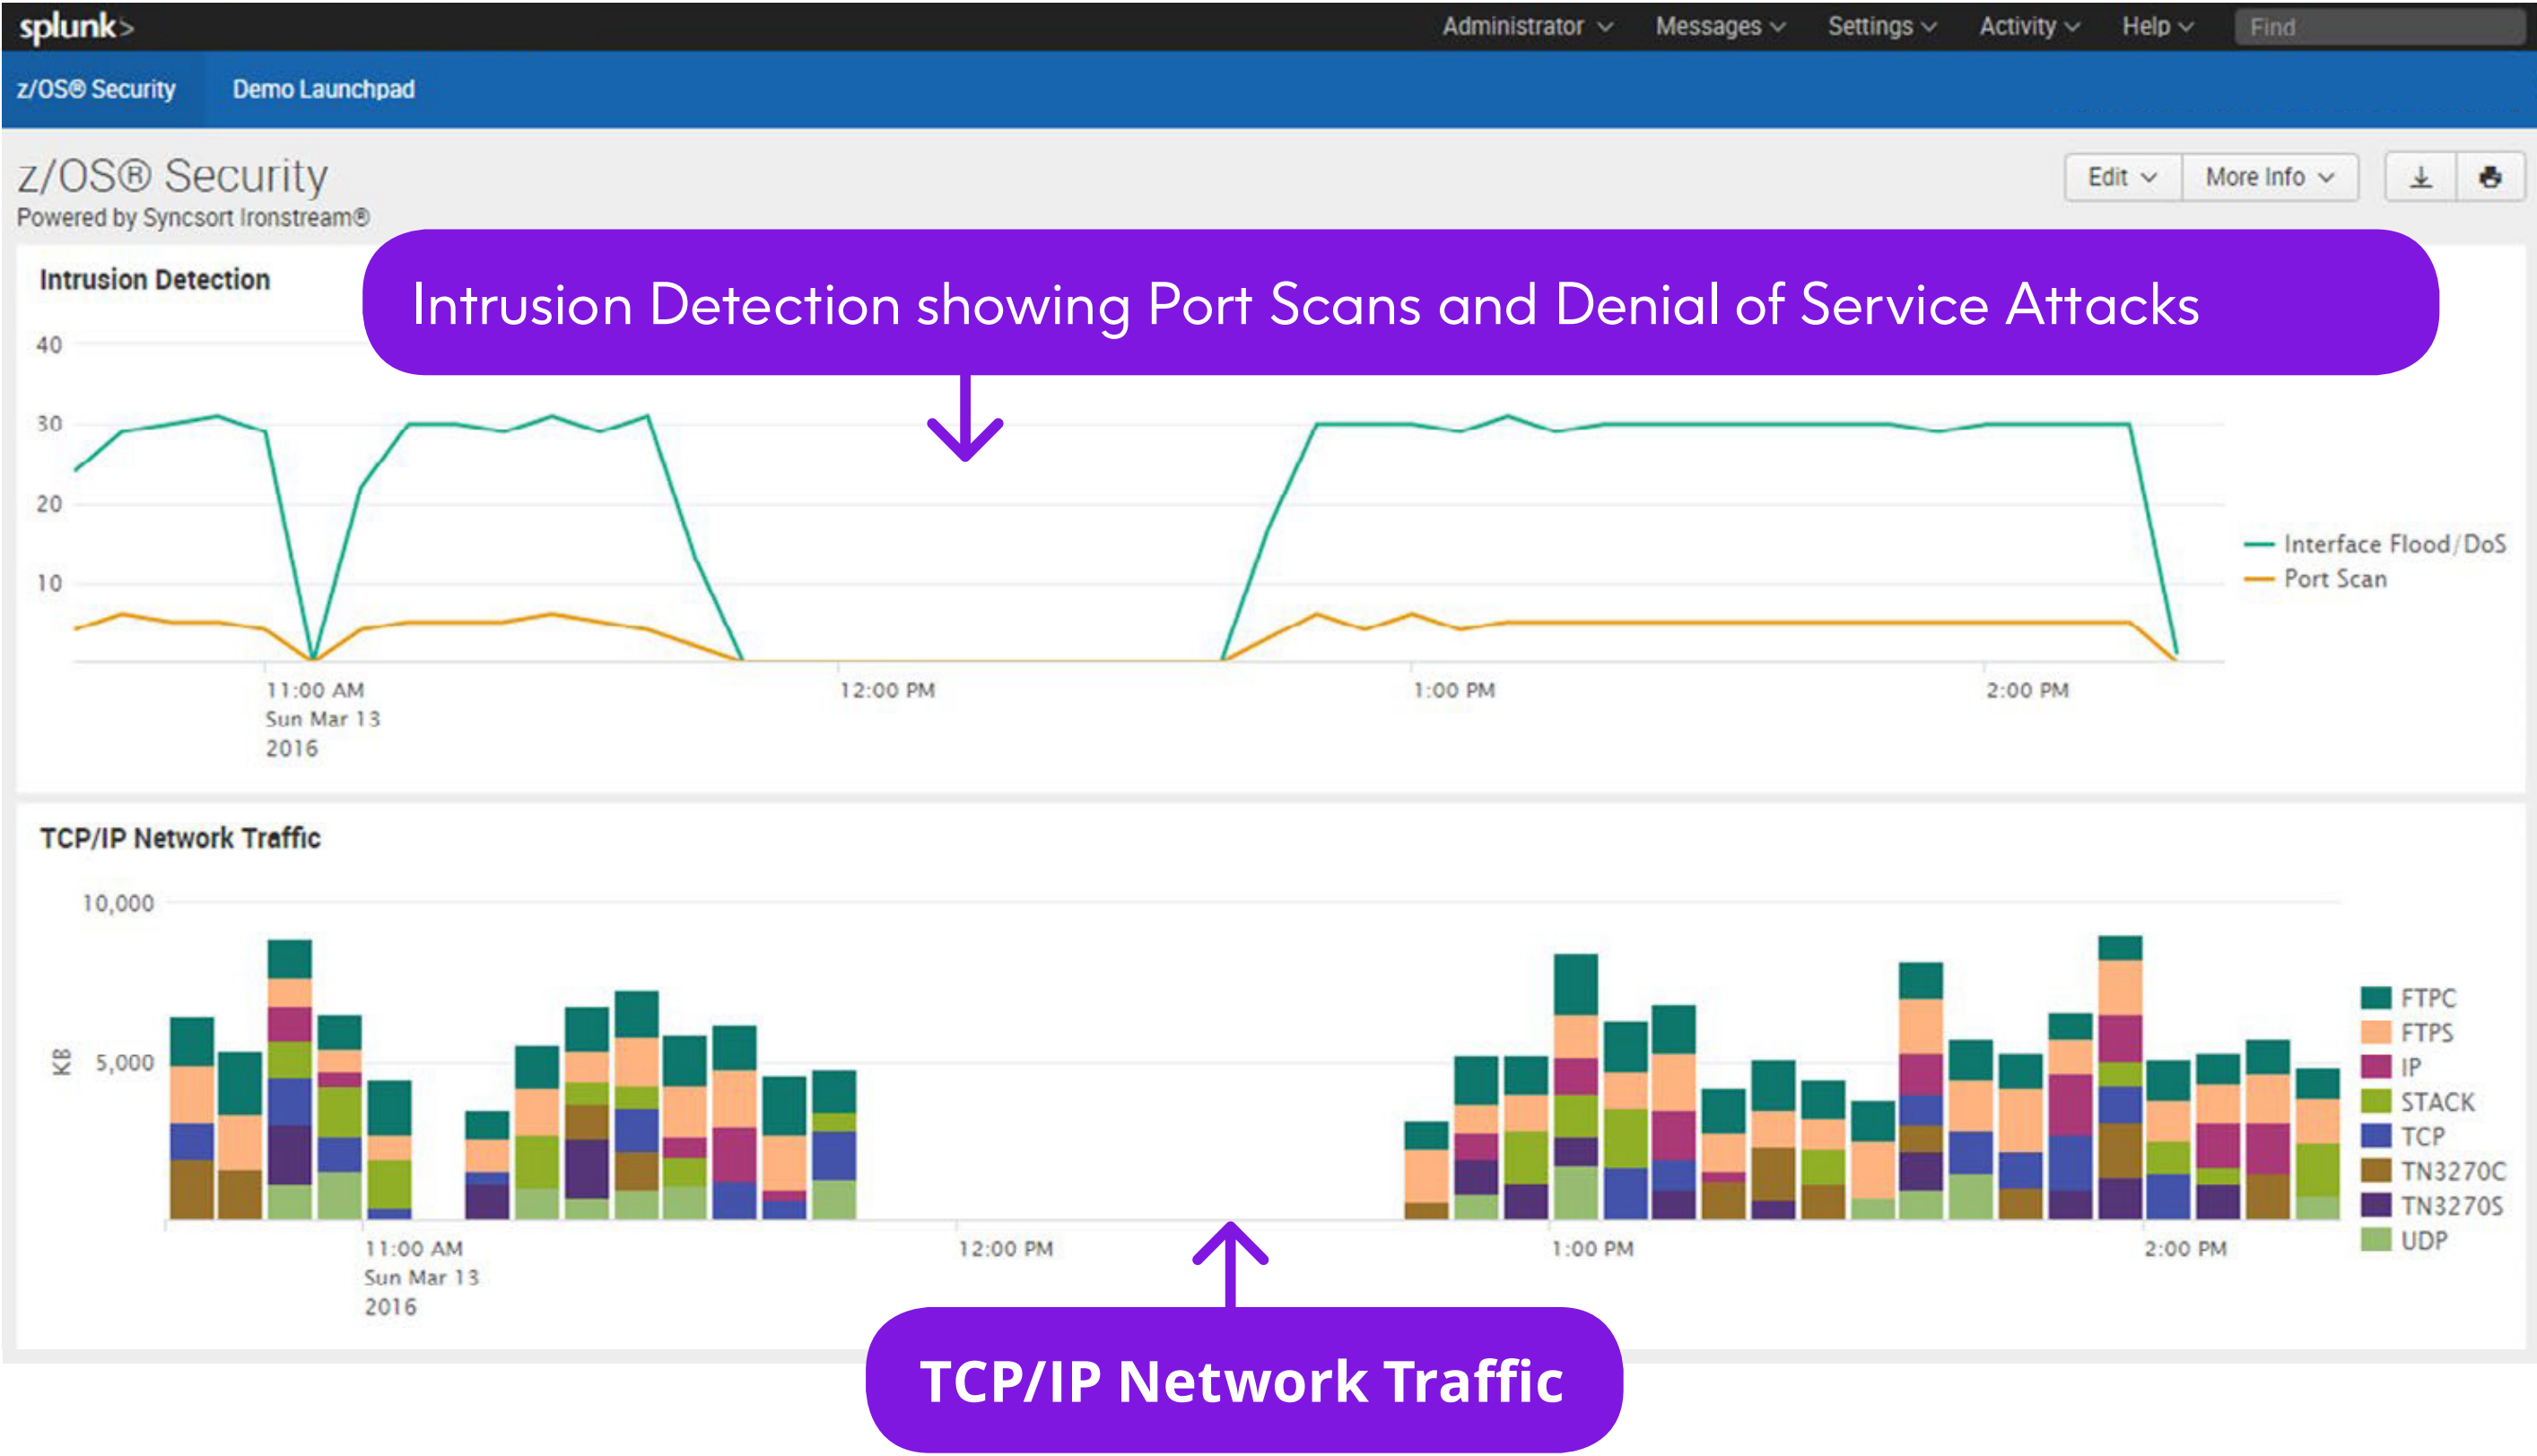 splunk>
Administrator Messages Settings Activity Help Find
z/OS® Security Demo Launchpad
z/OS® Security
Edit More Info
Powered by Syncsort Ironstream®
Intrusion Detection
Intrusion Detection showing Port Scans and Denial of Service Attacks
40
30
20
10
Interface Flood/DoS
Port Scan
11:00 AM 12:00 PM 1:00 PM 2:00 PM
Sun Mar 13
2016
TCP/IP Network Traffic
10,000
5,000
KB
FTPC
FTPS
IP
STACK
TCP
TN3270C
TN3270S
UDP
11:00 AM 12:00 PM 1:00 PM 2:00 PM
Sun Mar 13
2016
TCP/IP Network Traffic